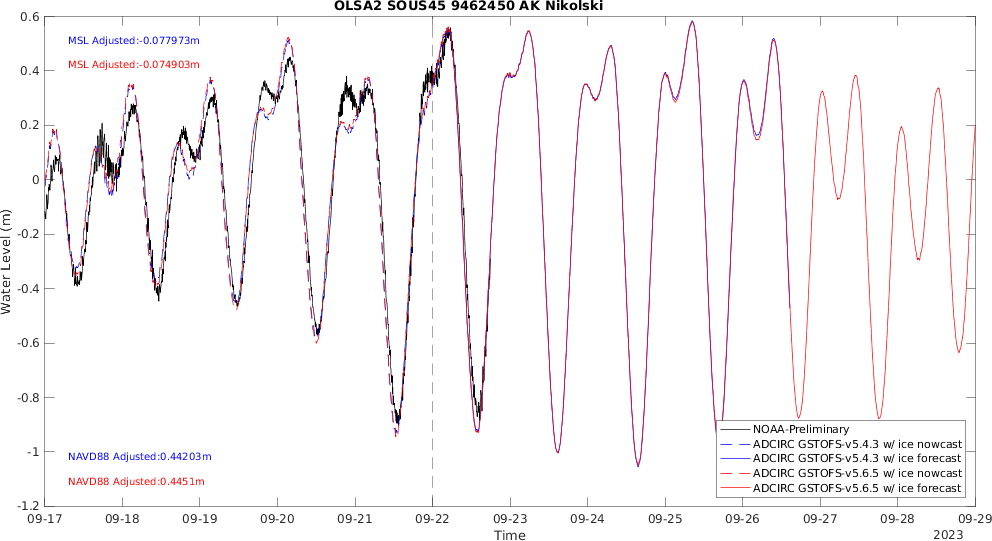 OLSA2 SOUS45 9462450 AK Nikolski
MSL Adjusted:-0.077973m
MSL Adjusted:-0.074903m
NAVD88 Adjusted:0.44203m
NAVD88 Adjusted:0.4451m
0.6
0.4
0.2
0
-0.2
-0.4
-0.6
-0.8
-1
-1.2
Water Level (m)
NOAA-Preliminary
ADCIRC GSTOFS-v5.4.3 w/ ice nowcast
ADCIRC GSTOFS-v5.4.3 w/ ice forecast
ADCIRC GSTOFS-v5.6.5 w/ ice nowcast
ADCIRC GSTOFS-v5.6.5 w/ ice forecast
09-17 09-18 09-19 09-20 09-21 09-22 09-23 09-24 09-25 09-26 09-27 09-28 09-29
Time
2023